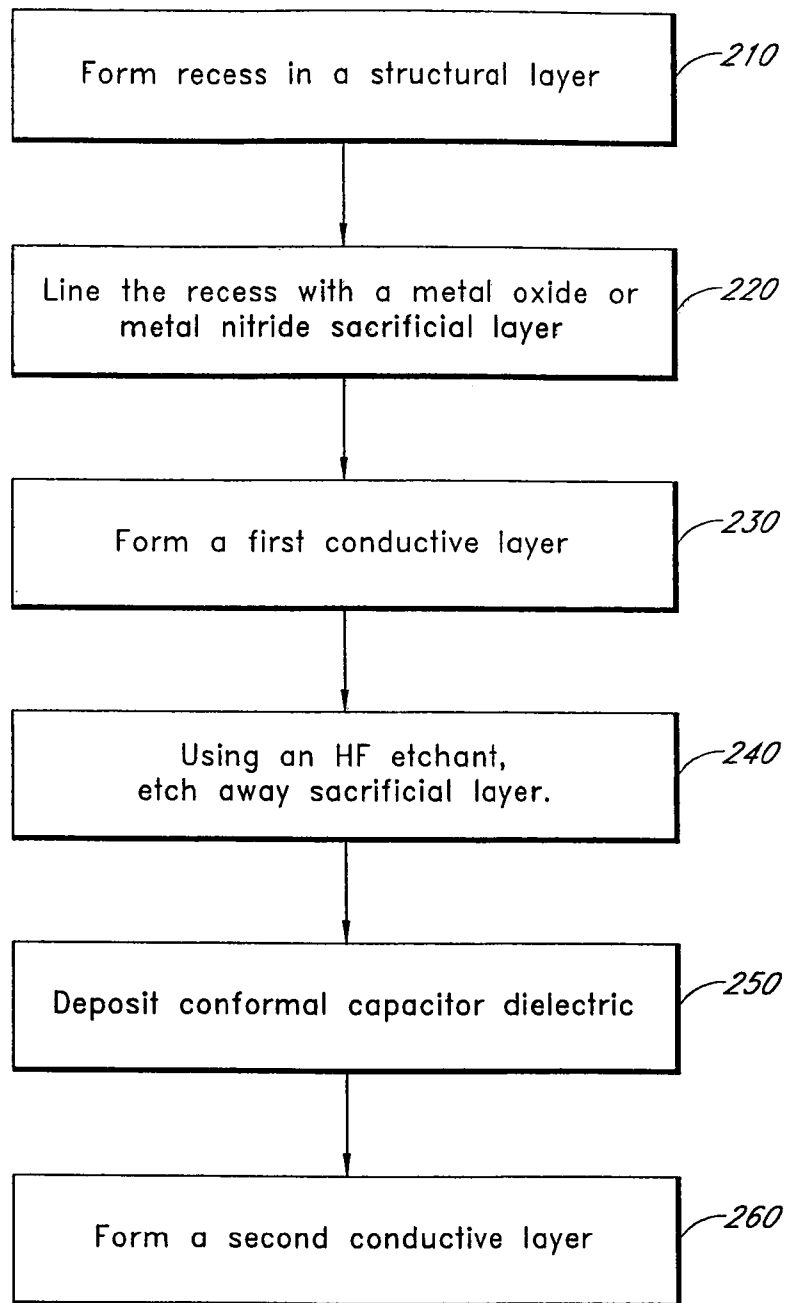 Form recess in a structural layer
210
Line the recess with a metal oxide or
metal nitride sacrificial layer
220
Form a first conductive layer
230
Using an HF etchant,
etch away sacrificial layer.
240
Deposit conformal capacitor dielectric
250
Form a second conductive layer
260